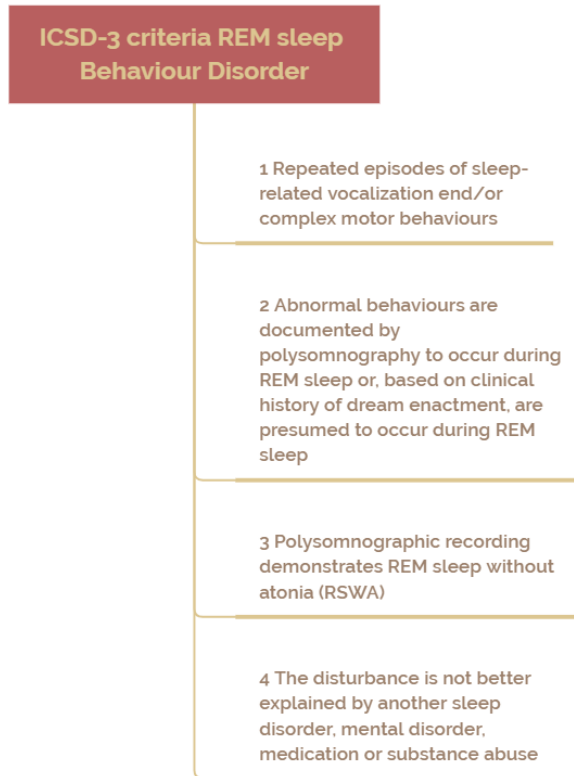 ICSD-3 criteria REM sleep
Behaviour Disorder
1 Repeated episodes of sleep-
related vocalization end/or
complex motor behaviours
2 Abnormal behaviours are
documented by
polysomnography to occur during
REM sleep or, based on clinical
history of dream enactment, are
presumed to occur during REM
sleep
3 Polysomnographic recording
demonstrates REM sleep without
atonia (RSWA)
4 The disturbance is not better
explained by another sleep
disorder, mental disorder,
medication or substance abuse